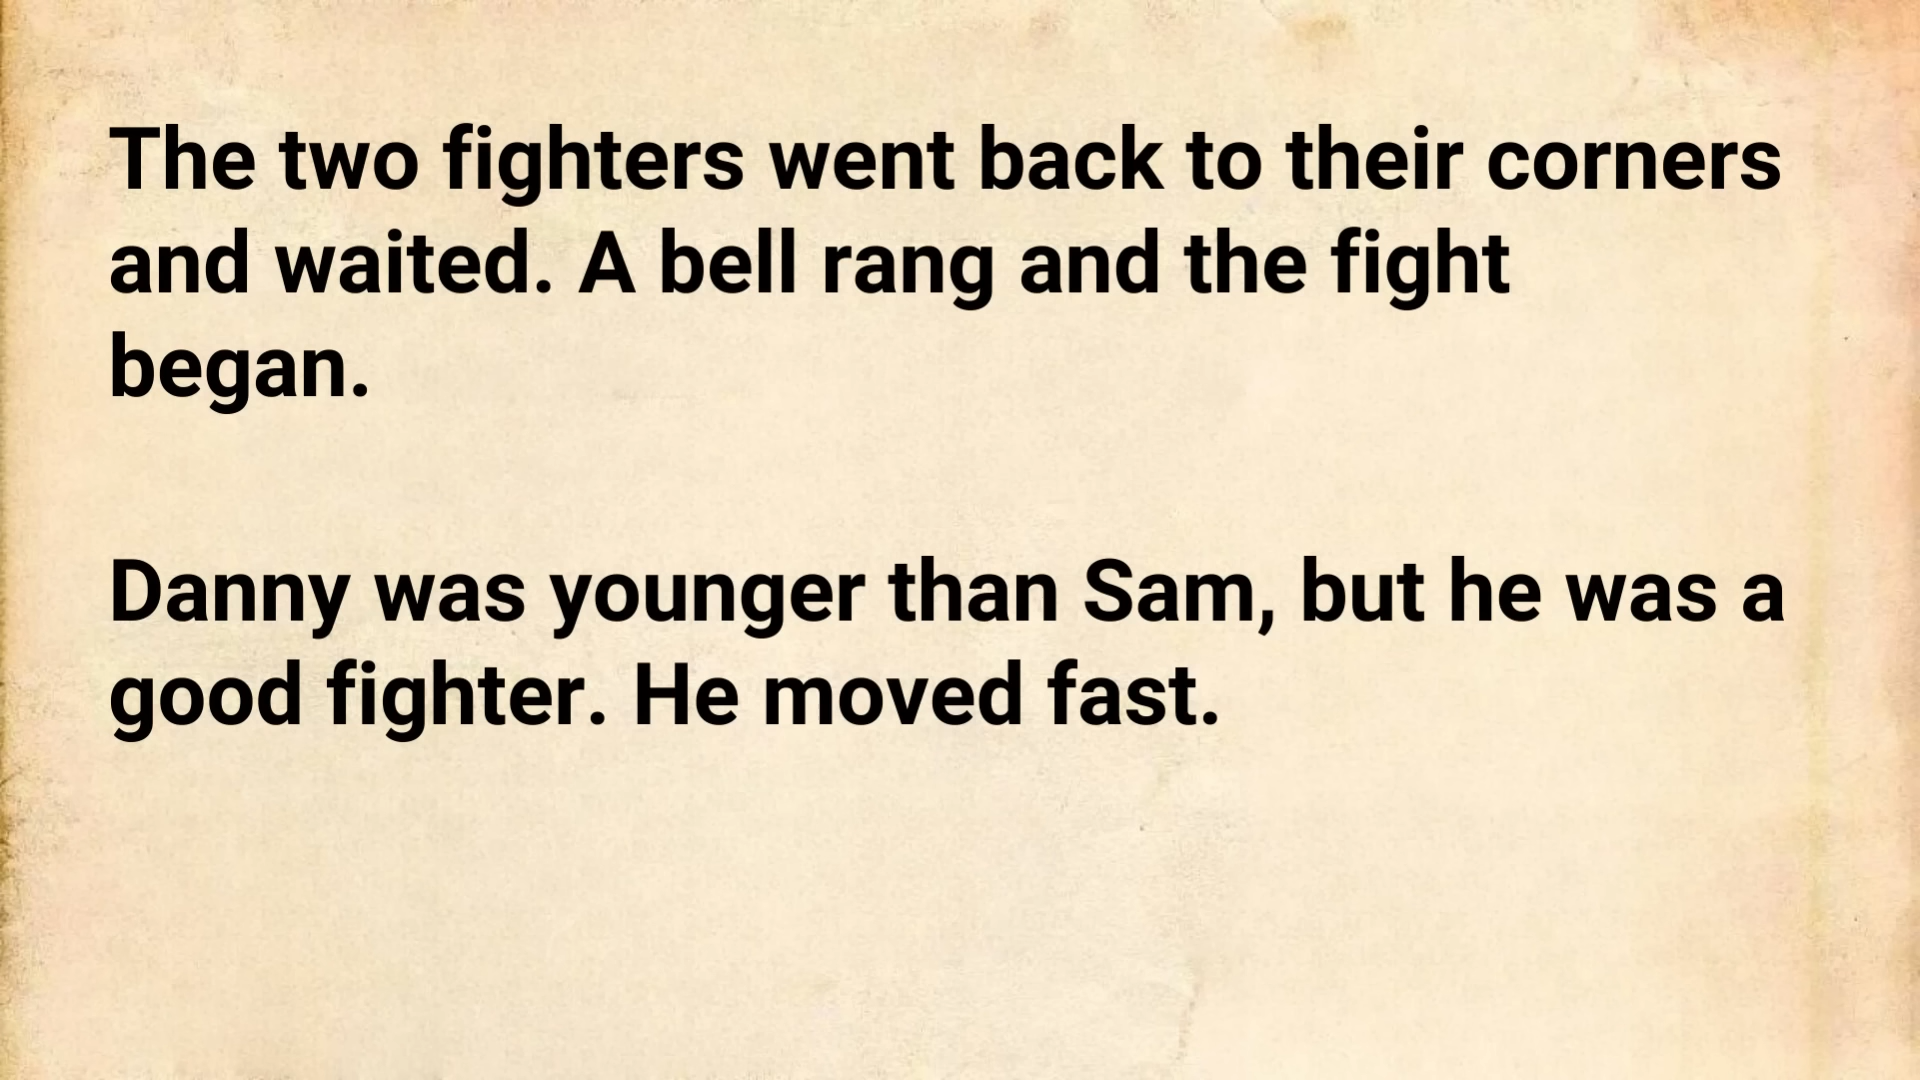 The two fighters went back to their corners
and waited. A bell rang and the fight
began.
Danny was younger than Sam, but he was a
good fighter. He moved fast.